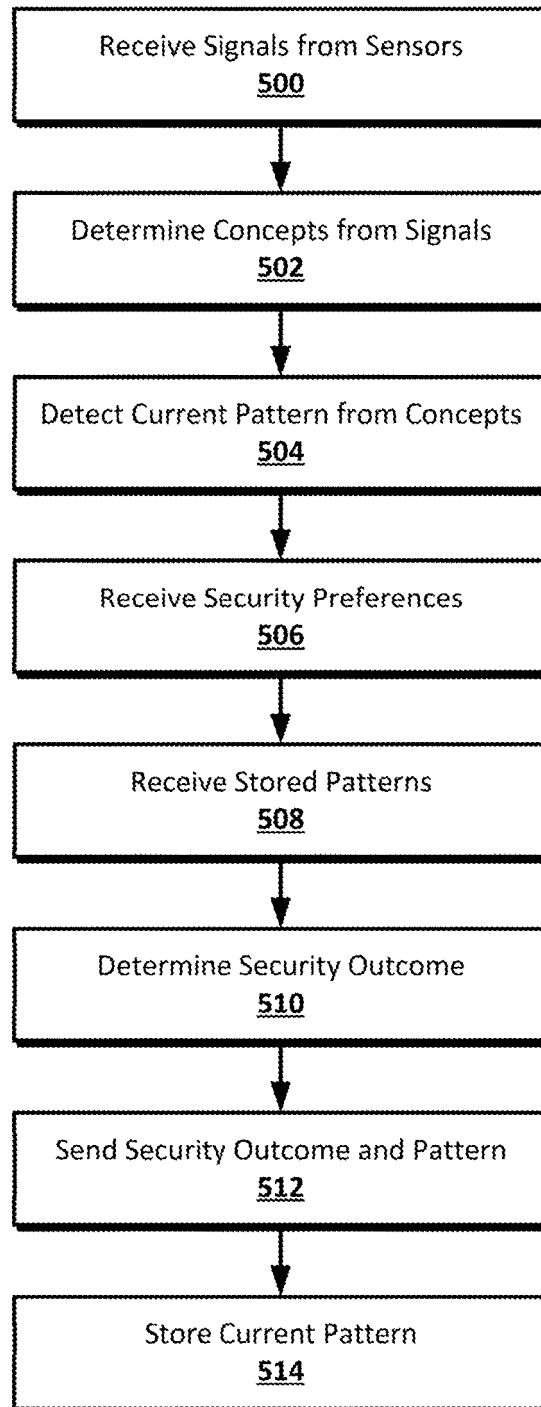 Receive Signals from Sensors
500
Determine Concepts from Signals
502
Detect Current Pattern from Concepts
504
Receive Security Preferences
506
Receive Stored Patterns
508
Determine Security Outcome
510
Send Security Outcome and Pattern
512
Store Current Pattern
514